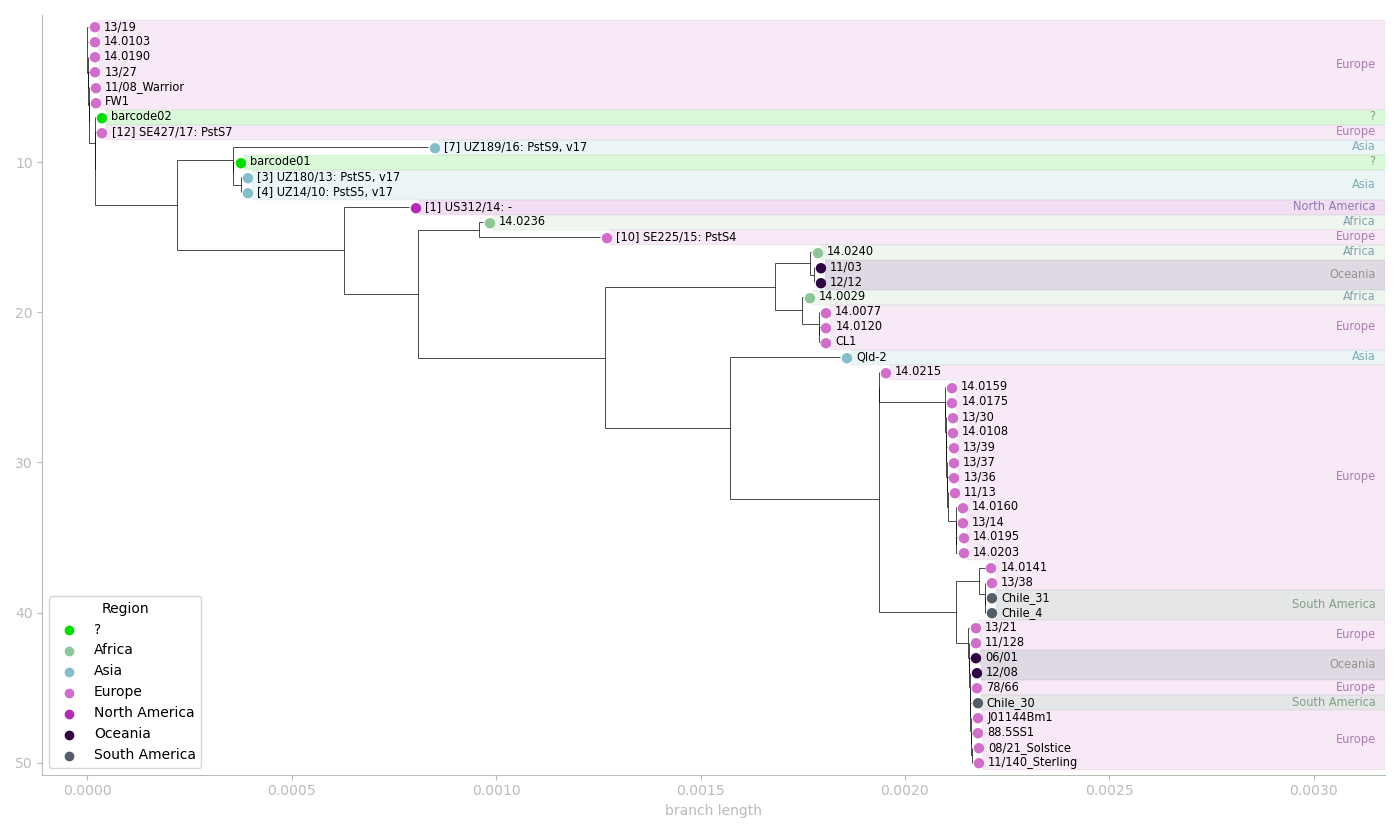 13/19
14.0103
14.0190
13/27
Europe
11/08_Warrior
FW1
barcode02 ?
[12] SE427/17: PstS7 Europe
[7] UZ189/16: PstS9, v17 Asia
10 barcode01 ?
[3] UZ180/13: PstS5, v17
Asia
[4] UZ14/10: PstS5, v17
[1] US312/14: - North America
14.0236 Africa
[10] SE225/15: PstS4 Europe
14.0240 Africa
11/03
Oceania
12/12
14.0029 Africa
20 14.0077
14.0120 Europe
CL1
Qld-2 Asia
14.0215
14.0159
14.0175
13/30
14.0108
13/39
30 13/37
13/36 Europe
11/13
14.0160
13/14
14.0195
14.0203
14.0141
13/38
Chile_31
South America
40 Chile_4
13/21
Europe
11/128
06/01
Oceania
12/08
78/66 Europe
Chile_30 South America
J01144Bm1
88.5SS1
Europe
08/21_Solstice
50 11/140_Sterling
Region
?
Africa
Asia
Europe
North America
Oceania
South America
0.0000 0.0005 0.0010 0.0015 0.0020 0.0025 0.0030
branch length